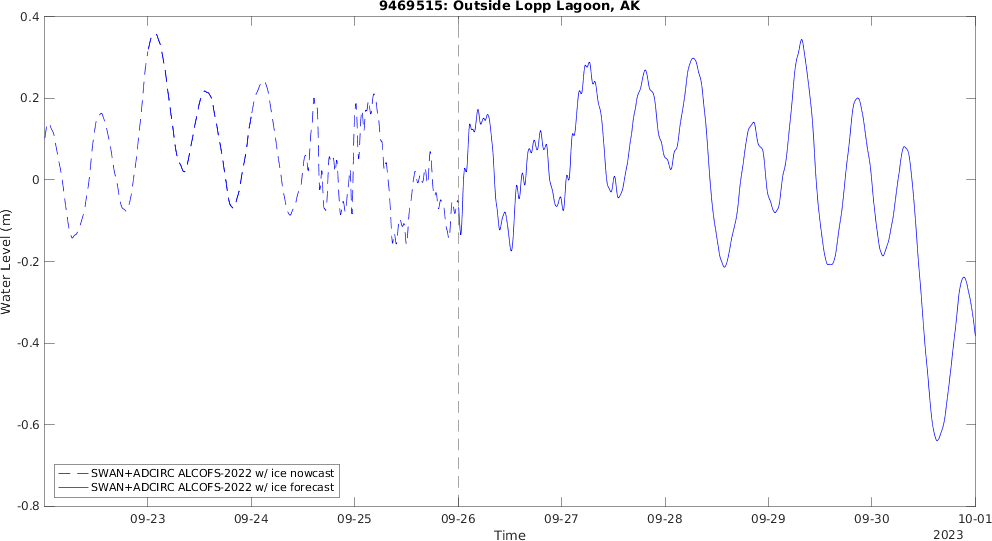 9469515: Outside Lopp Lagoon, AK
0.4
0.2
0
-0.2
-0.4
-0.6
-0.8
Water Level (m)
SWAN+ADCIRC ALCOFS-2022 w/ ice nowcast
SWAN+ADCIRC ALCOFS-2022 w/ ice forecast
09-23 09-24 09-25 09-26 09-27 09-28 09-29 09-30 10-01
Time
2023